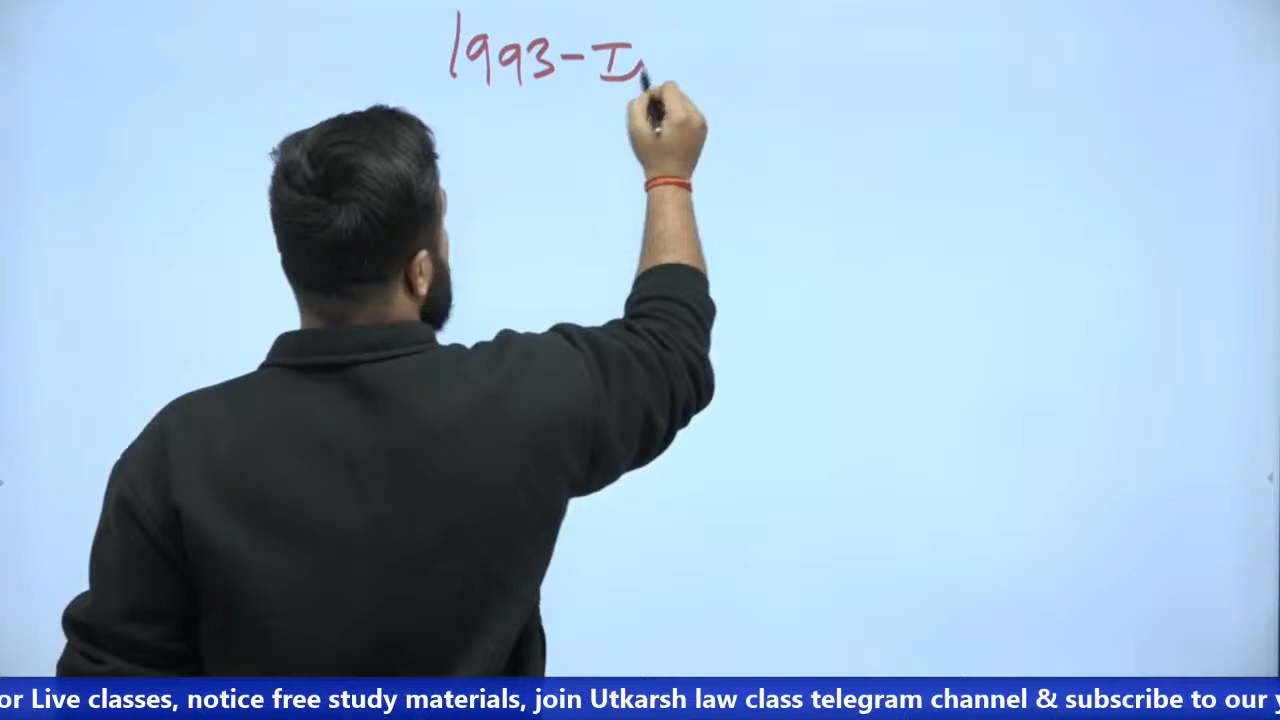 1993-I
or Live classes, notice free study materials, join Utkarsh law class telegram channel & subscribe to our y